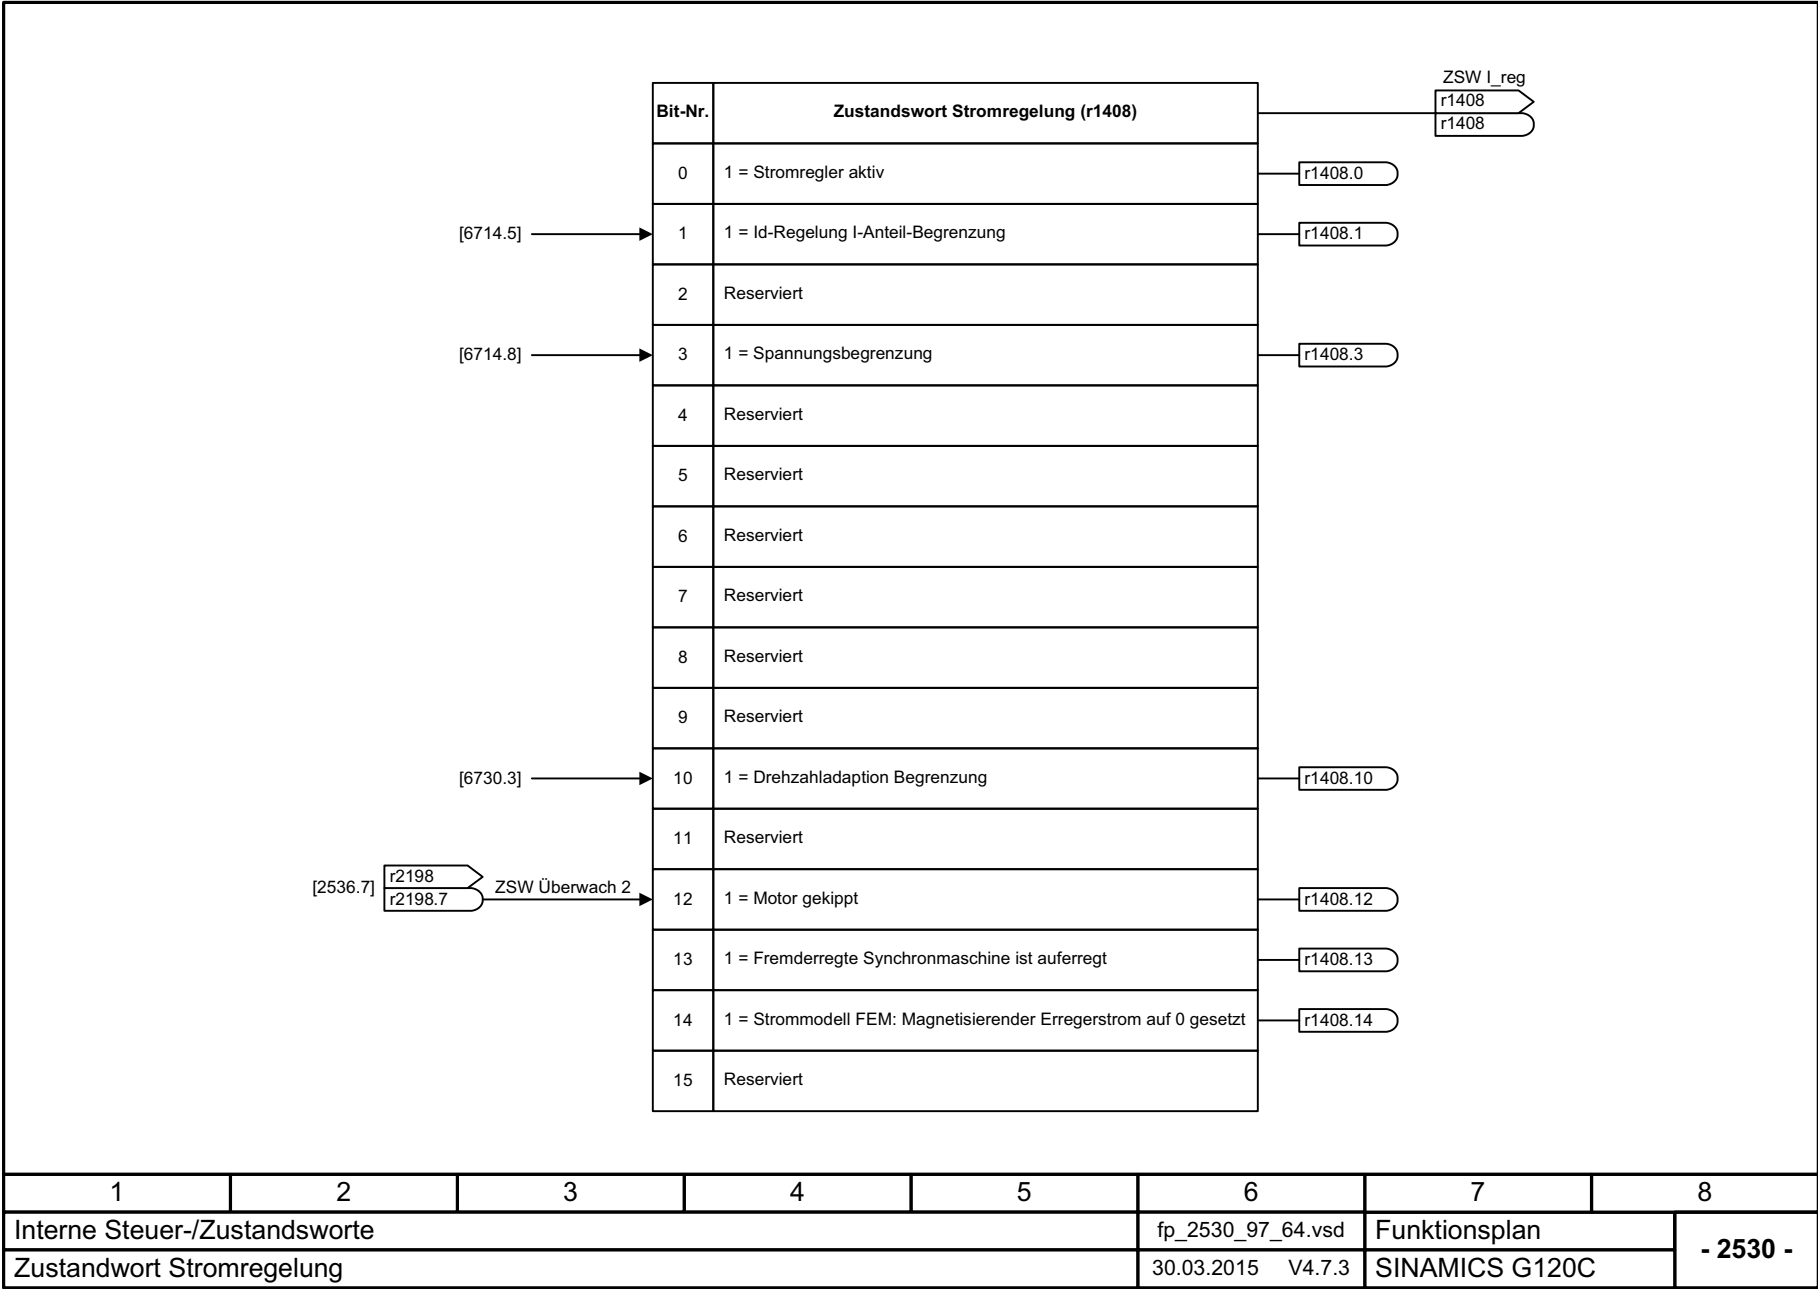 ZSW I_reg
Bit-Nr. Zustandswort Stromregelung (r1408) r1408
r1408
0 1 = Stromregler aktiv r1408.0
[6714.5] 1 1 = Id-Regelung I-Anteil-Begrenzung r1408.1
2 Reserviert
[6714.8] 3 1 = Spannungsbegrenzung r1408.3
4 Reserviert
5 Reserviert
6 Reserviert
7 Reserviert
8 Reserviert
9 Reserviert
[6730.3] 10 1 = Drehzahladaption Begrenzung r1408.10
11 Reserviert
r2198
[2536.7] r2198.7 ZSW Überwach 2 12 1 = Motor gekippt r1408.12
13 1 = Fremderregte Synchronmaschine ist auferregt r1408.13
14 1 = Strommodell FEM: Magnetisierender Erregerstrom auf 0 gesetzt r1408.14
15 Reserviert
1 2 3 4 5 6 7 8
Interne Steuer-/Zustandsworte fp_2530_97_64.vsd Funktionsplan
- 2530 -
Zustandwort Stromregelung 30.03.2015 V4.7.3 SINAMICS G120C